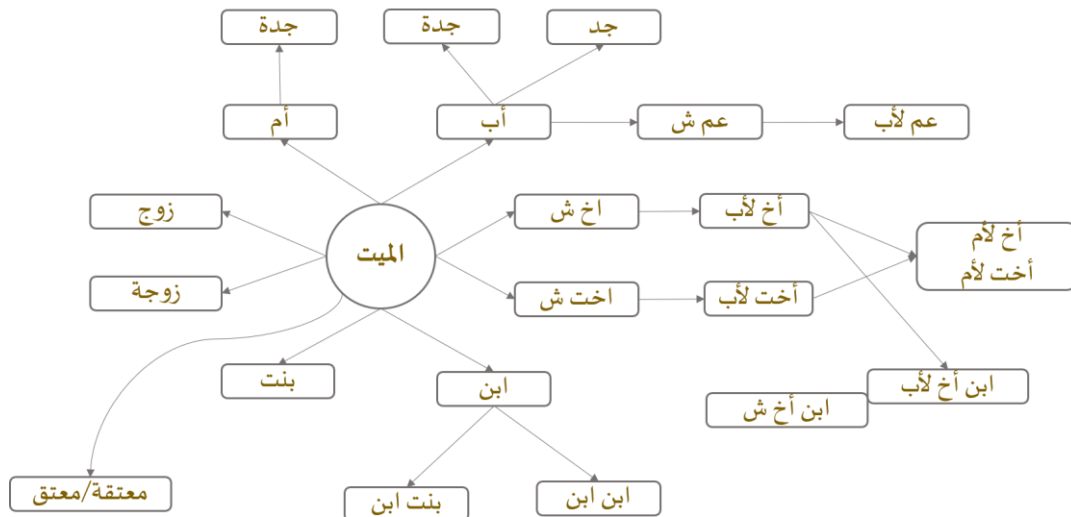 جد
جدة
جدة
عم لأب
عم ش
أب
أم
أخ لأب
اخ ش
زوج
أخ لأم
أخت لأم
الميت
أخت لأب
اخت ش
زوجة
ابن أخ لأب
ابن أخ ش
ابن
بنت
ابن ابن
بنت ابن
معتقة/معتق